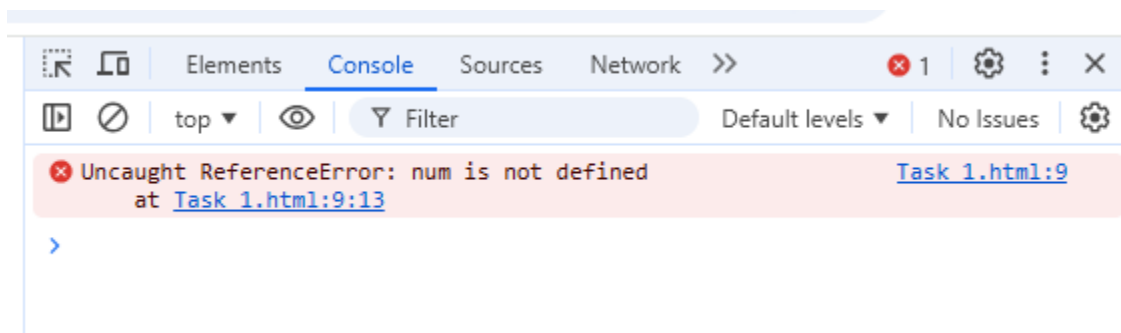 Elements Console Sources Network 1
top Filter Default levels No Issues
Uncaught ReferenceError: num is not defined Task 1.html:9
at Task 1.html:9:13